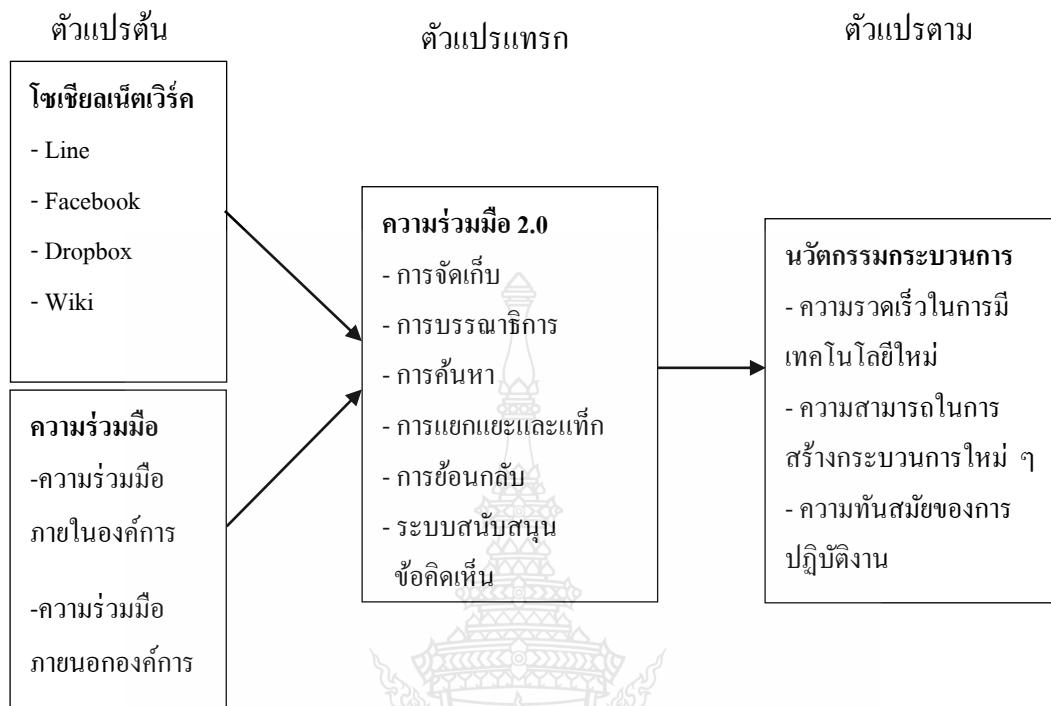 ตัวแปรต้น
ตัวแปรแทรก
ตัวแปรตาม
โซเชียลเน็ตเวิร์ค
- Line
- Facebook
- Dropbox
- Wiki
ความร่วมมือ
-ความร่วมมือ
ภายในองค์การ
-ความร่วมมือ
ภายนอกองค์การ
ความร่วมมือ 2.0
- การจัดเก็บ
- การบรรณาธิการ
- การค้นหา
- การแยกแยะและแท็ก
- การย้อนกลับ
- ระบบสนับสนุน
ข้อคิดเห็น
นวัตกรรมกระบวนการ
- ความรวดเร็วในการมี
เทคโนโลยีใหม่
- ความสามารถในการ
สร้างกระบวนการใหม่ ๆ
- ความทันสมัยของการ
ปฏิบัติงาน